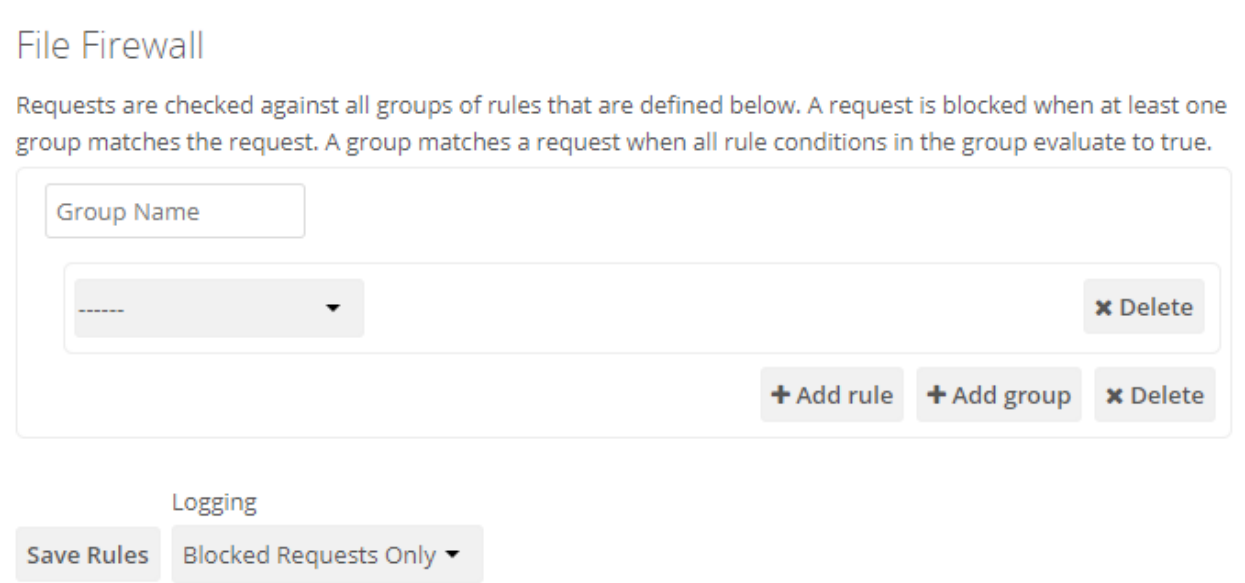 File Firewall
Requests are checked against all groups of rules that are defined below. A request is blocked when at least one
group matches the request. A group matches a request when all rule conditions in the group evaluate to true.
Group Name
------
Delete
Add rule
Add group
Delete
Logging
Save Rules
Blocked Requests Only